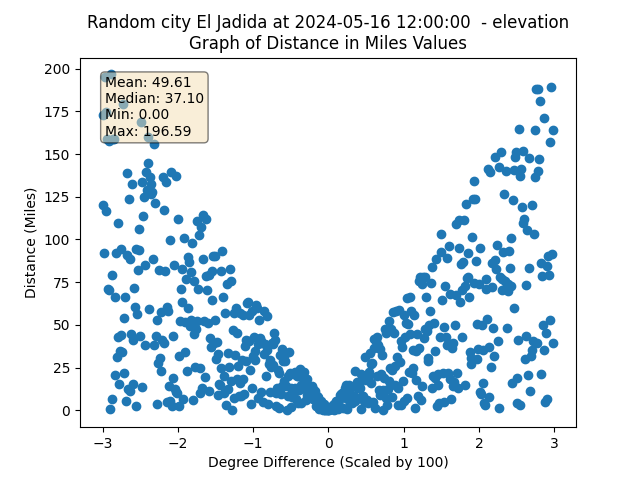 Random city El Jadida at 2024-05-16 12:00:00  - elevation
Graph of Distance in Miles Values
Mean: 49.61
Median: 37.10
Min: 0.00
Max: 196.59
200
175
150
125
100
75
50
25
0
Distance (Miles)
−3
−2
−1
0
1
2
3
Degree Difference (Scaled by 100)